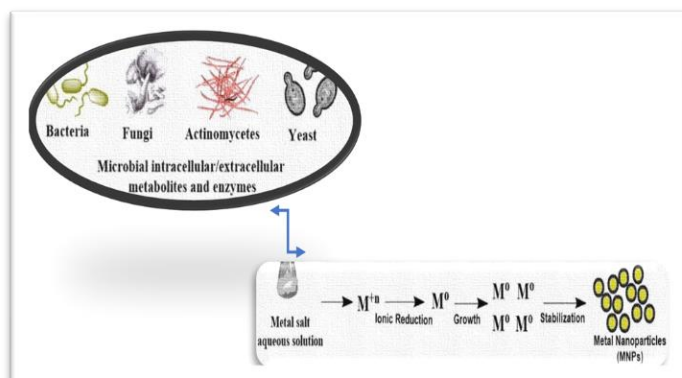 Bacteria Fungi Actinomycetes Yeast
Microbial intracellular/extracellular
metabolites and enzymes
Metal salt
aqueous solution
M⁺ⁿ
Ionic Reduction
M⁰
Growth
M⁰ M⁰
M⁰ M⁰
Stabilization
Metal Nanoparticles
(MNPs)